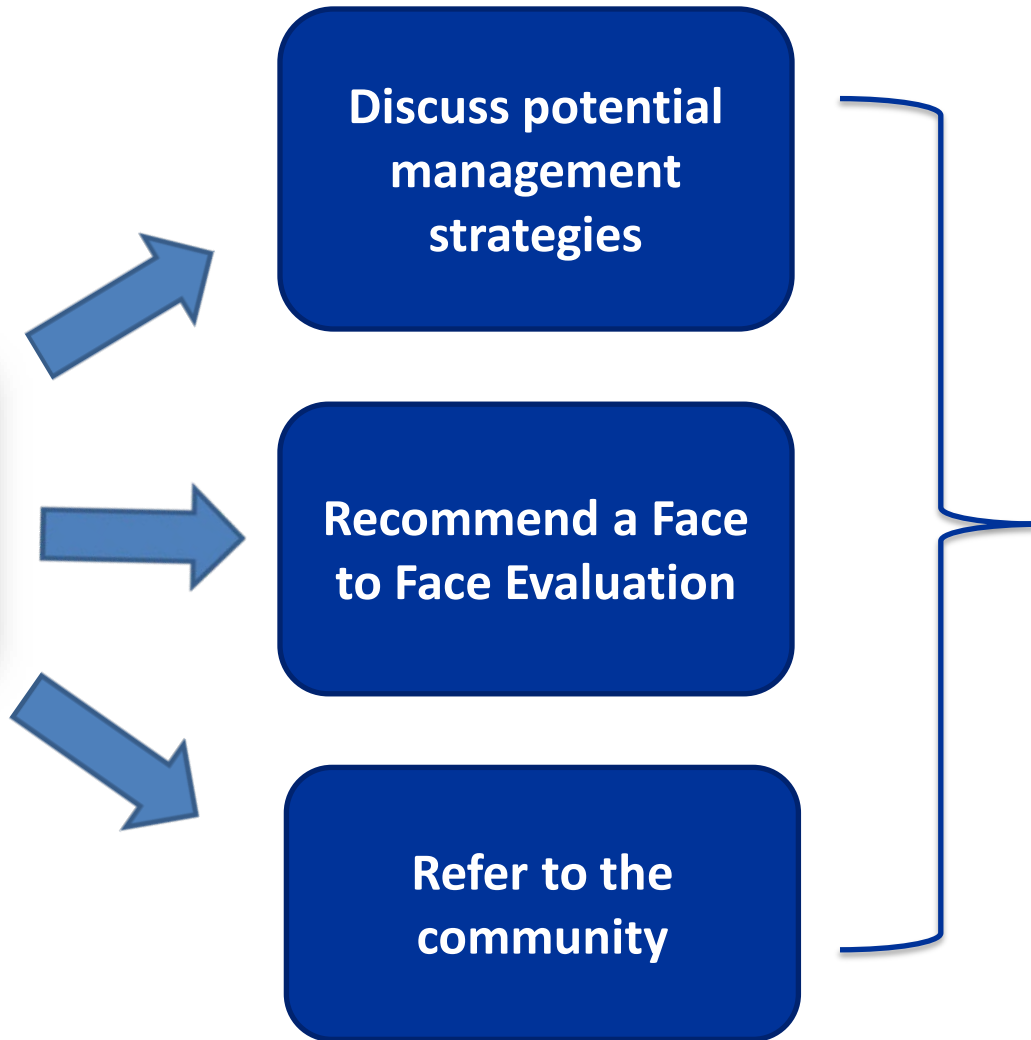 Discuss potential
management
strategies
Recommend a Face
to Face Evaluation
Refer to the
community